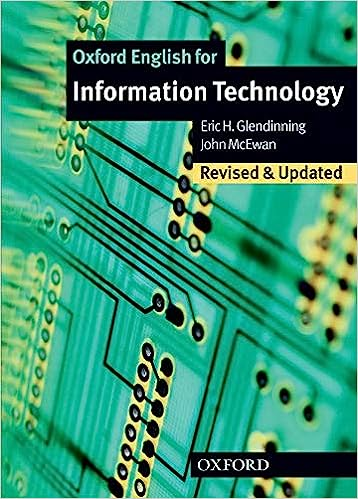 Oxford English for
Information Technology
Eric H. Glendinning
John McEwan
Revised & Updated
OXFORD